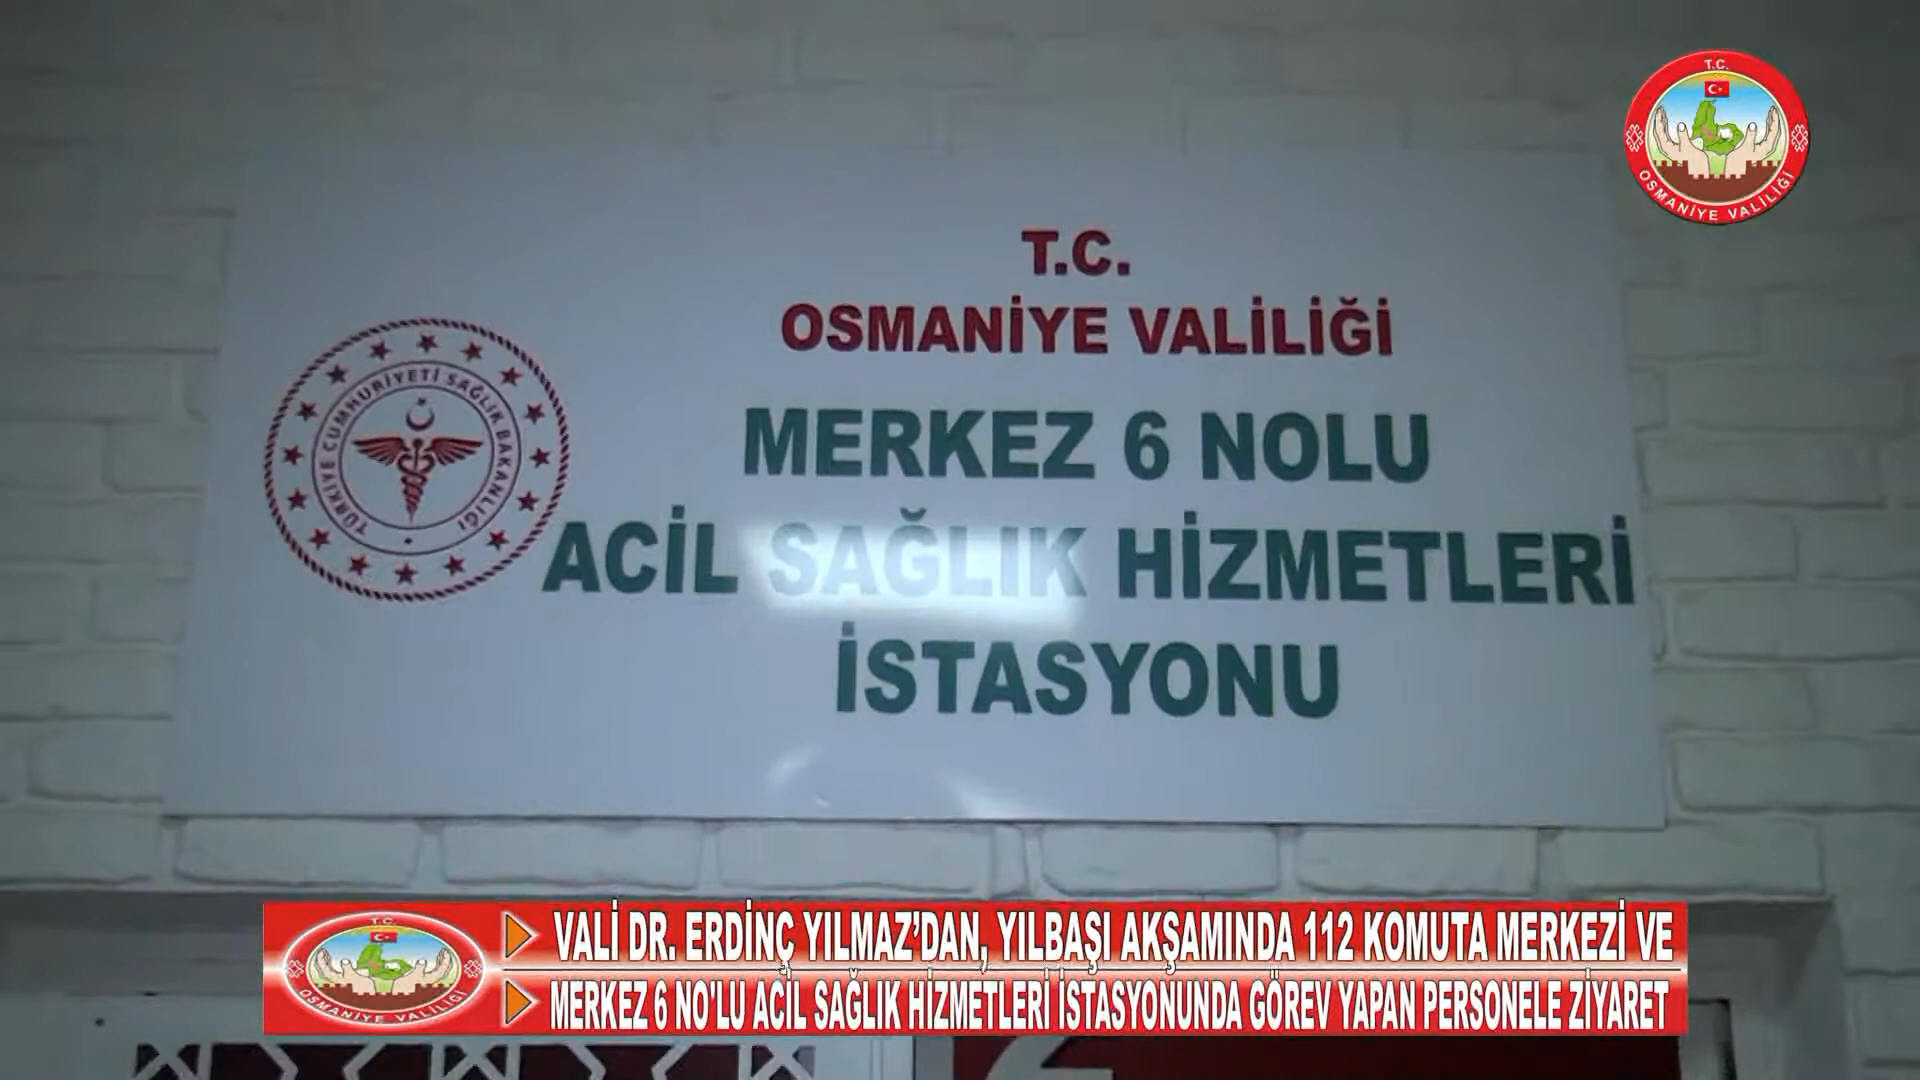 T.C.
OSMANİYE VALİLİĞİ
T.C.
OSMANİYE VALİLİĞİ
TÜRKİYE CUMHURİYETİ SAĞLIK BAKANLIĞI
MERKEZ 6 NOLU
ACİL SAĞLIK HİZMETLERİ
İSTASYONU
T.C.
OSMANİYE VALİLİĞİ
VALİ DR. ERDİNÇ YILMAZ'DAN, YILBAŞI AKŞAMINDA 112 KOMUTA MERKEZİ VE
MERKEZ 6 NO'LU ACİL SAĞLIK HİZMETLERİ İSTASYONUNDA GÖREV YAPAN PERSONELE ZİYARET